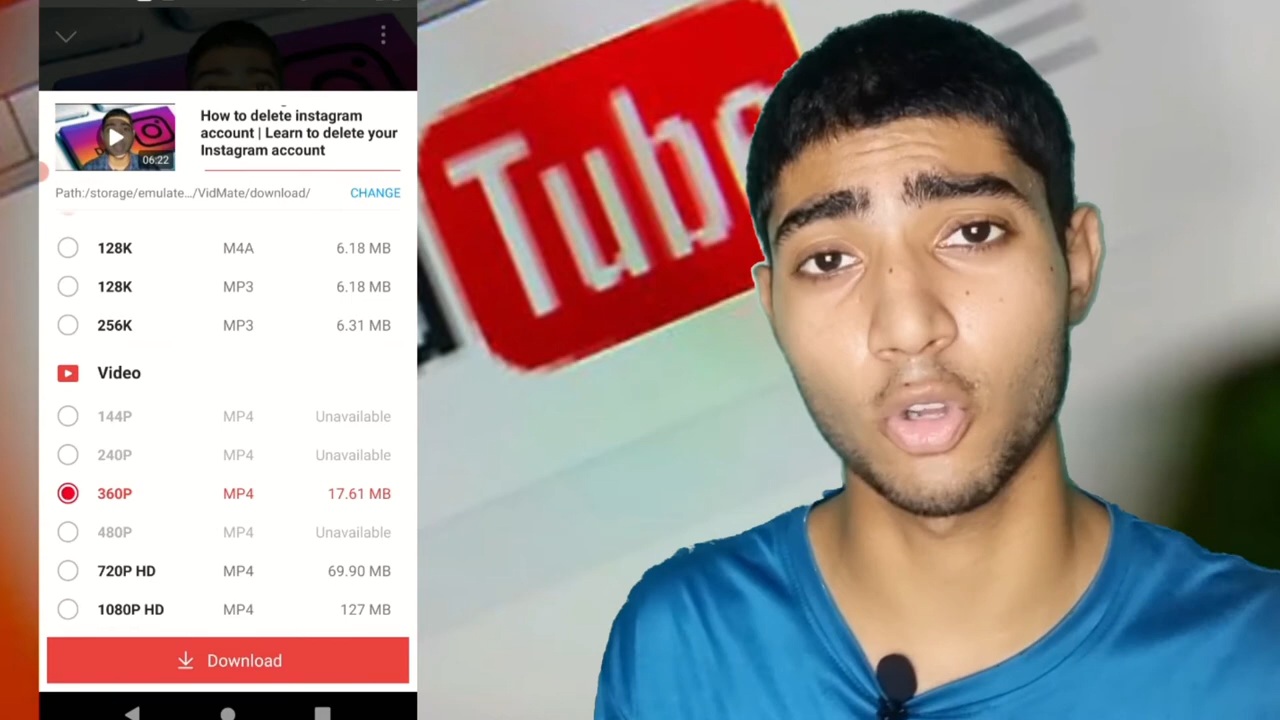 How to delete instagram
account | Learn to delete your
Instagram account
06:22
Path:/storage/emulate.../VidMate/download/ CHANGE
128K M4A 6.18 MB
128K MP3 6.18 MB
256K MP3 6.31 MB
Video
144P MP4 Unavailable
240P MP4 Unavailable
360P MP4 17.61 MB
480P MP4 Unavailable
720P HD MP4 69.90 MB
1080P HD MP4 127 MB
Download
Tube